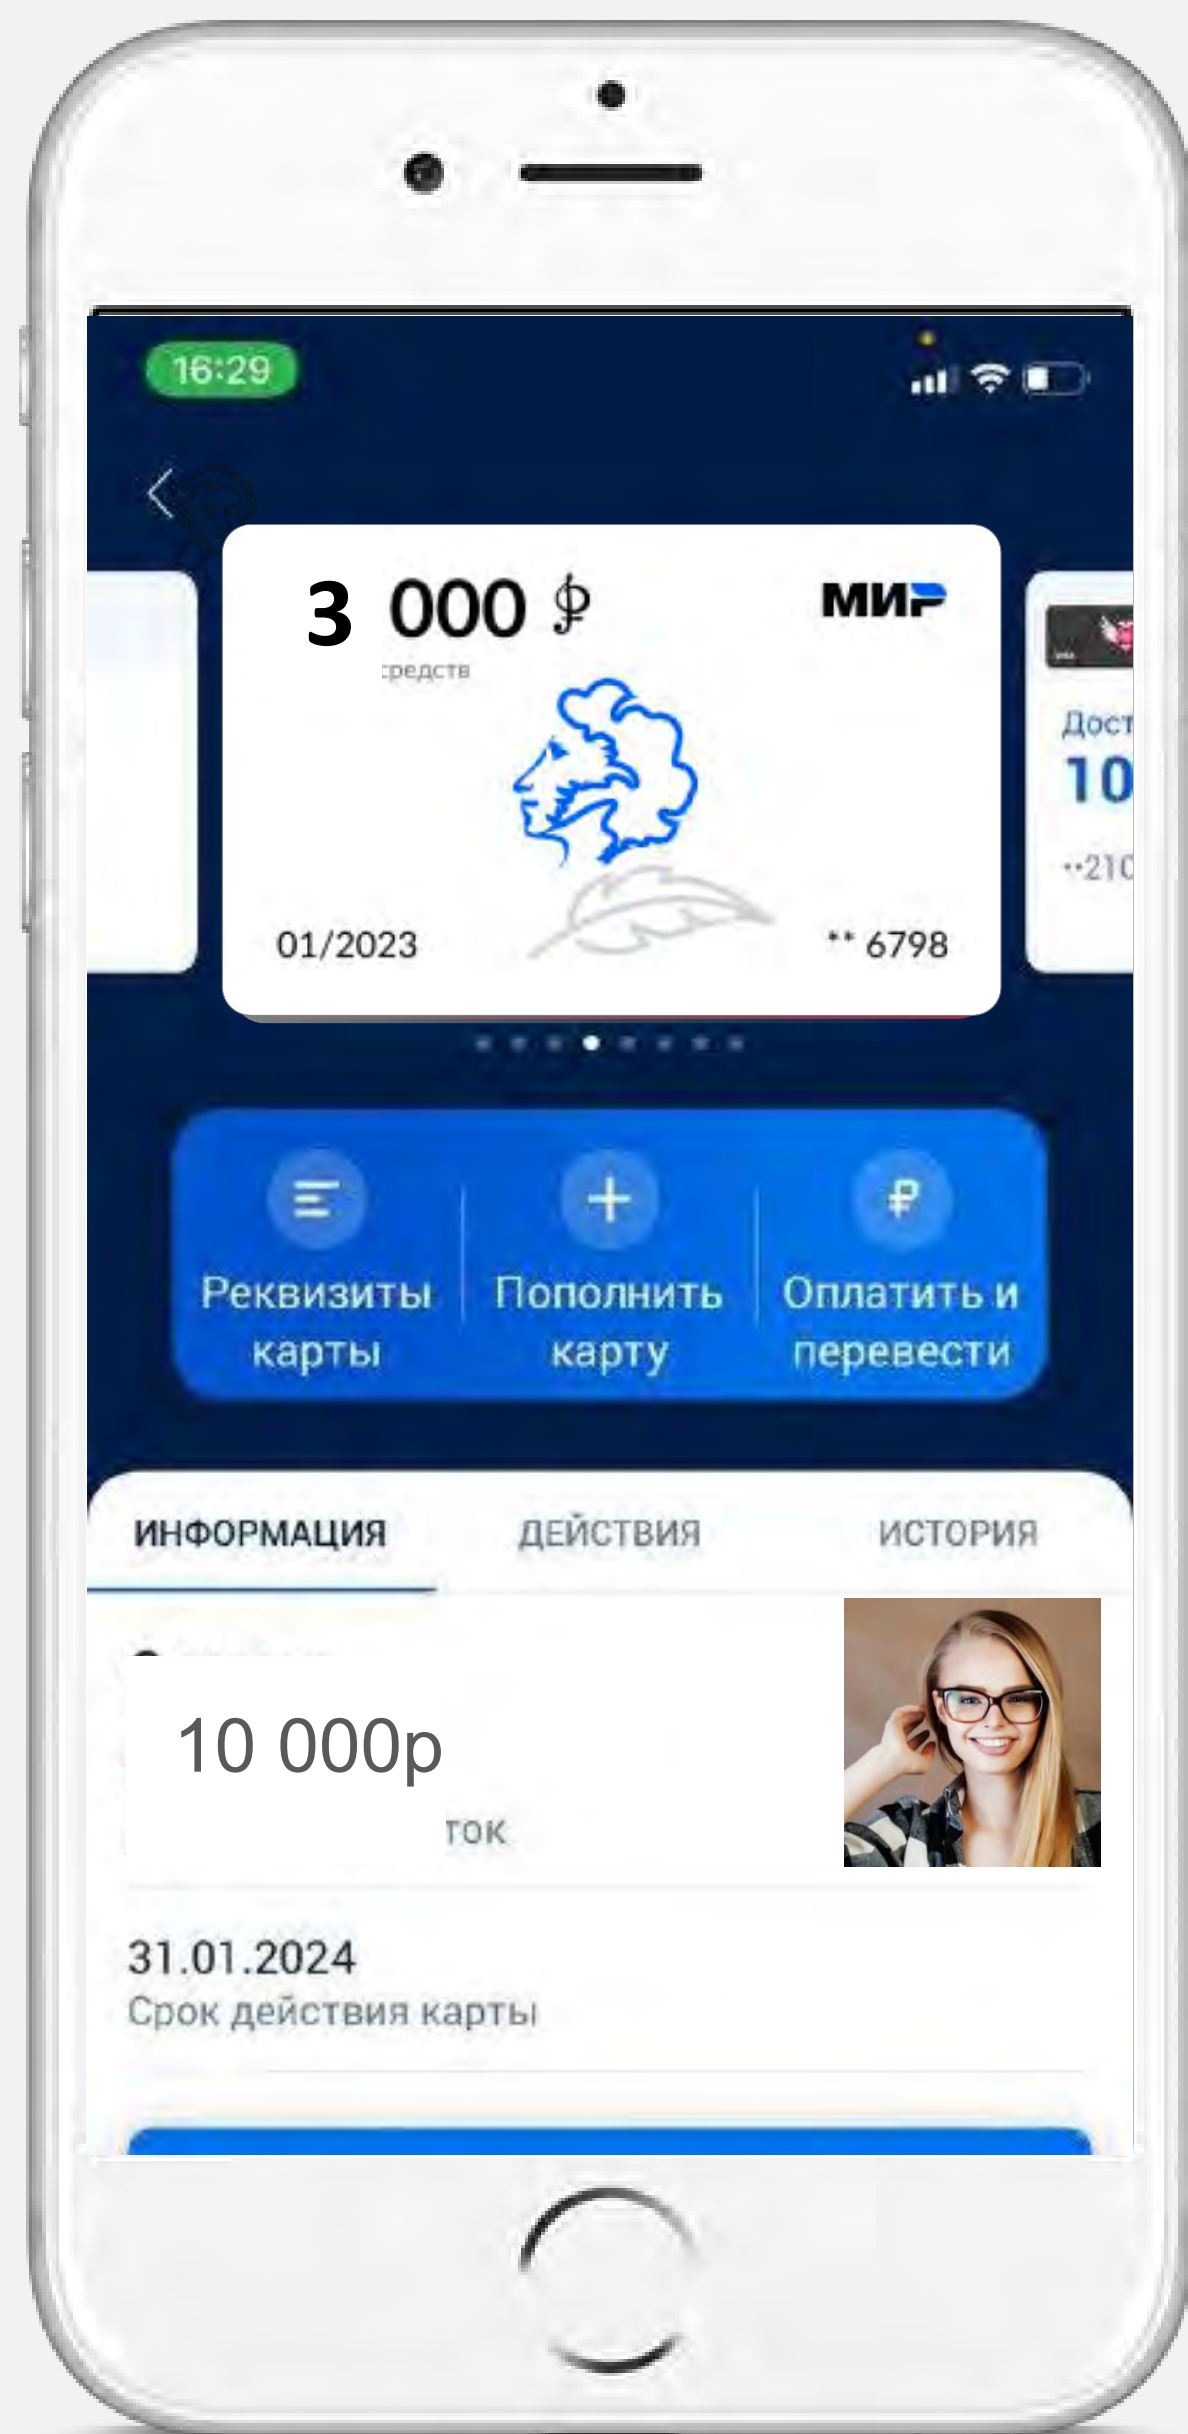 16:29
3 000 ₽
МИР
средств
Дост
10
··210
01/2023
** 6798
Реквизиты карты
Пополнить карту
Оплатить и перевести
ИНФОРМАЦИЯ
ДЕЙСТВИЯ
ИСТОРИЯ
10 000р
ток
31.01.2024
Срок действия карты